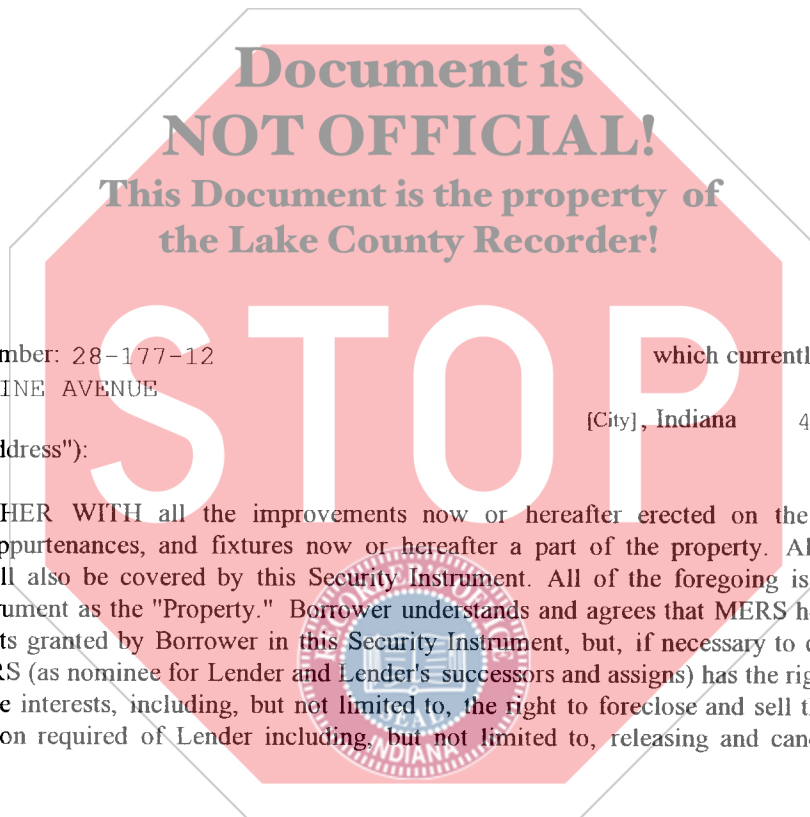 Document is
NOT OFFICIAL!
This Document is the property of
the Lake County Recorder!
STOP
mber: 28-177-12 which currentl
INE AVENUE
[City], Indiana 4
ddress"):
HER WITH all the improvements now or hereafter erected on the
ppurtenances, and fixtures now or hereafter a part of the property. Al
ll also be covered by this Security Instrument. All of the foregoing is
rument as the "Property." Borrower understands and agrees that MERS h
ts granted by Borrower in this Security Instrument, but, if necessary to c
RS (as nominee for Lender and Lender's successors and assigns) has the rig
e interests, including, but not limited to, the right to foreclose and sell t
on required of Lender including, but not limited to, releasing and can
RECORDER'S OFFICE
SEAL
INDIANA